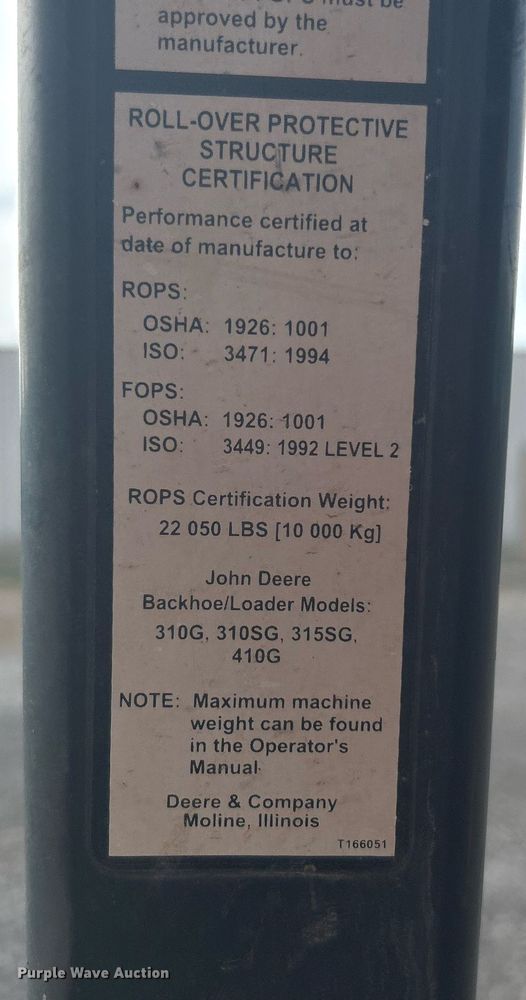 must be
approved by the
manufacturer.
ROLL-OVER PROTECTIVE
STRUCTURE
CERTIFICATION
Performance certified at
date of manufacture to:
ROPS:
OSHA: 1926: 1001
ISO: 3471: 1994
FOPS:
OSHA: 1926: 1001
ISO: 3449: 1992 LEVEL 2
ROPS Certification Weight:
22 050 LBS [10 000 Kg]
John Deere
Backhoe/Loader Models:
310G, 310SG, 315SG,
410G
NOTE: Maximum machine
weight can be found
in the Operator's
Manual.
Deere & Company
Moline, Illinois
T166051
Purple Wave Auction